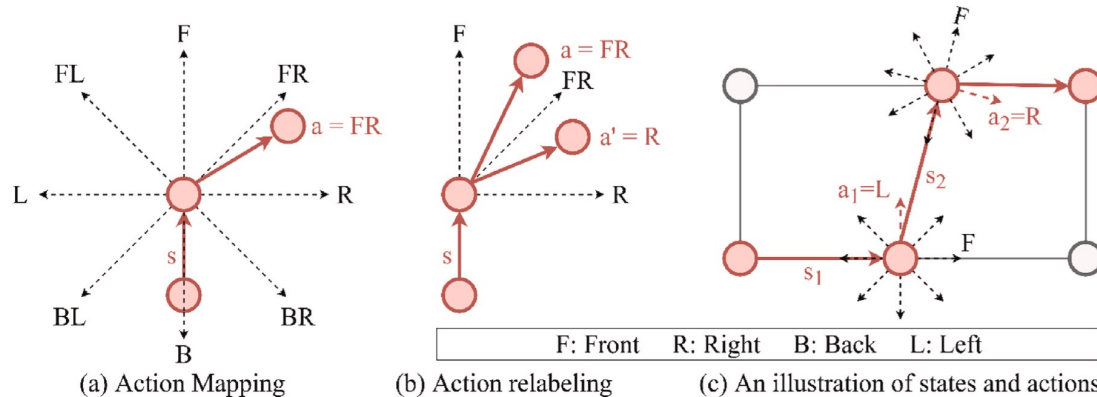 F
FL
FR
a = FR
L
R
s
BL
BR
B
(a) Action Mapping
F
a = FR
FR
a' = R
R
s
(b) Action relabeling
F
a₂=R
a₁=L
s₂
F
s₁
F: Front R: Right B: Back L: Left
(c) An illustration of states and actions